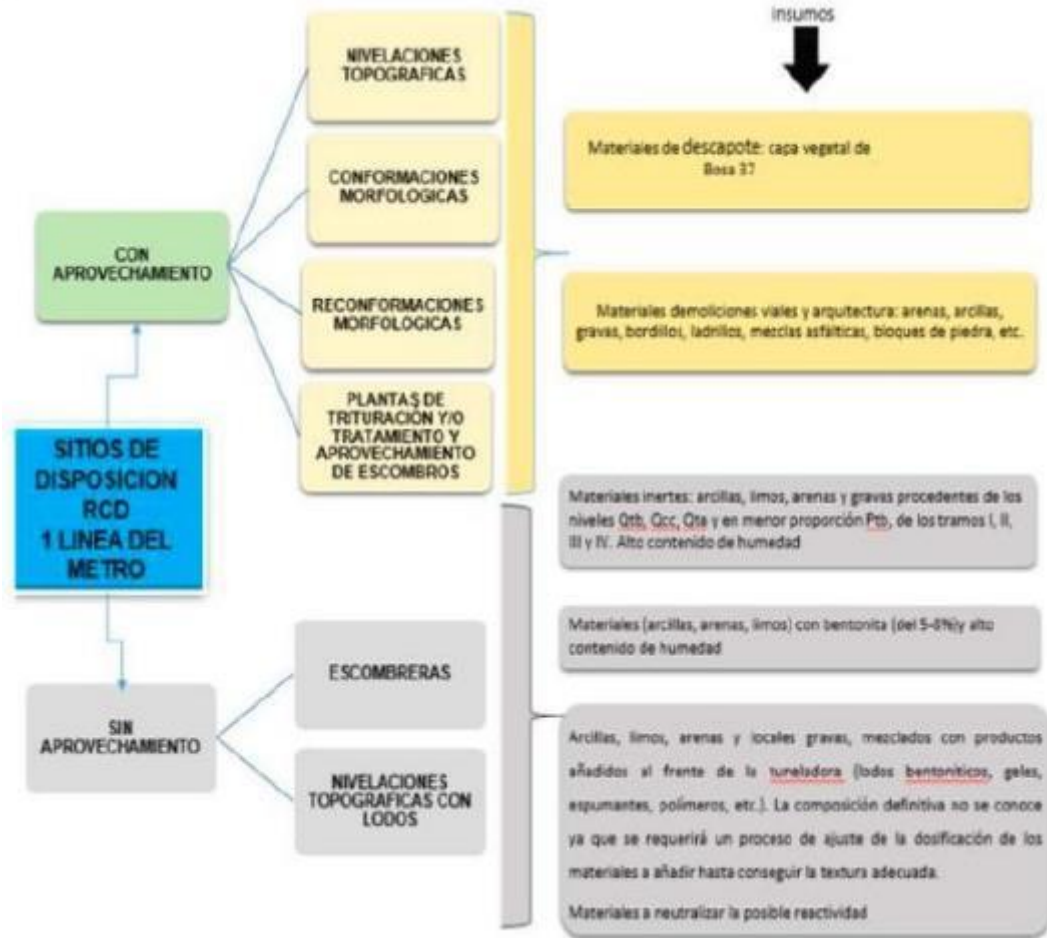 insumos
NIVELACIONES
TOPOGRAFICAS
CONFORMACIONES
MORFOLOGICAS
RECONFORMACIONES
MORFOLÓGICAS
PLANTAS DE
TRITURACIÓN Y/O
TRATAMIENTO Y
APROVECHAMIENTO
DE ESCOMBROS
Materiales de descapote: capa vegetal de
Bosa 37
Materiales demoliciones viales y arquitectura: arenas, arcillas,
gravas, bordillos, ladrillos, mezclas asfálticas, bloques de piedra, etc.
CON
APROVECHAMIENTO
SITIOS DE
DISPOSICION
RCD
1 LINEA DEL
METRO
SIN
APROVECHAMIENTO
ESCOMBRERAS
NIVELACIONES
TOPOGRAFICAS CON
LODOS
Materiales inertes: arcillas, limos, arenas y gravas procedentes de los
niveles Qtb, Qcc, Qta y en menor proporción Ptb, de los tramos I, II,
III y IV. Alto contenido de humedad
Materiales (arcillas, arenas, limos) con bentonita (del 5-8%)y alto
contenido de humedad
Arcillas, limos, arenas y locales gravas, mezclados con productos
añadidos al frente de la tuneladora (lodos bentoníticos, geles,
espumantes, polímeros, etc.). La composición definitiva no se conoce
ya que se requerirá un proceso de ajuste de la dosificación de los
materiales a añadir hasta conseguir la textura adecuada.
Materiales a neutralizar la posible reactividad